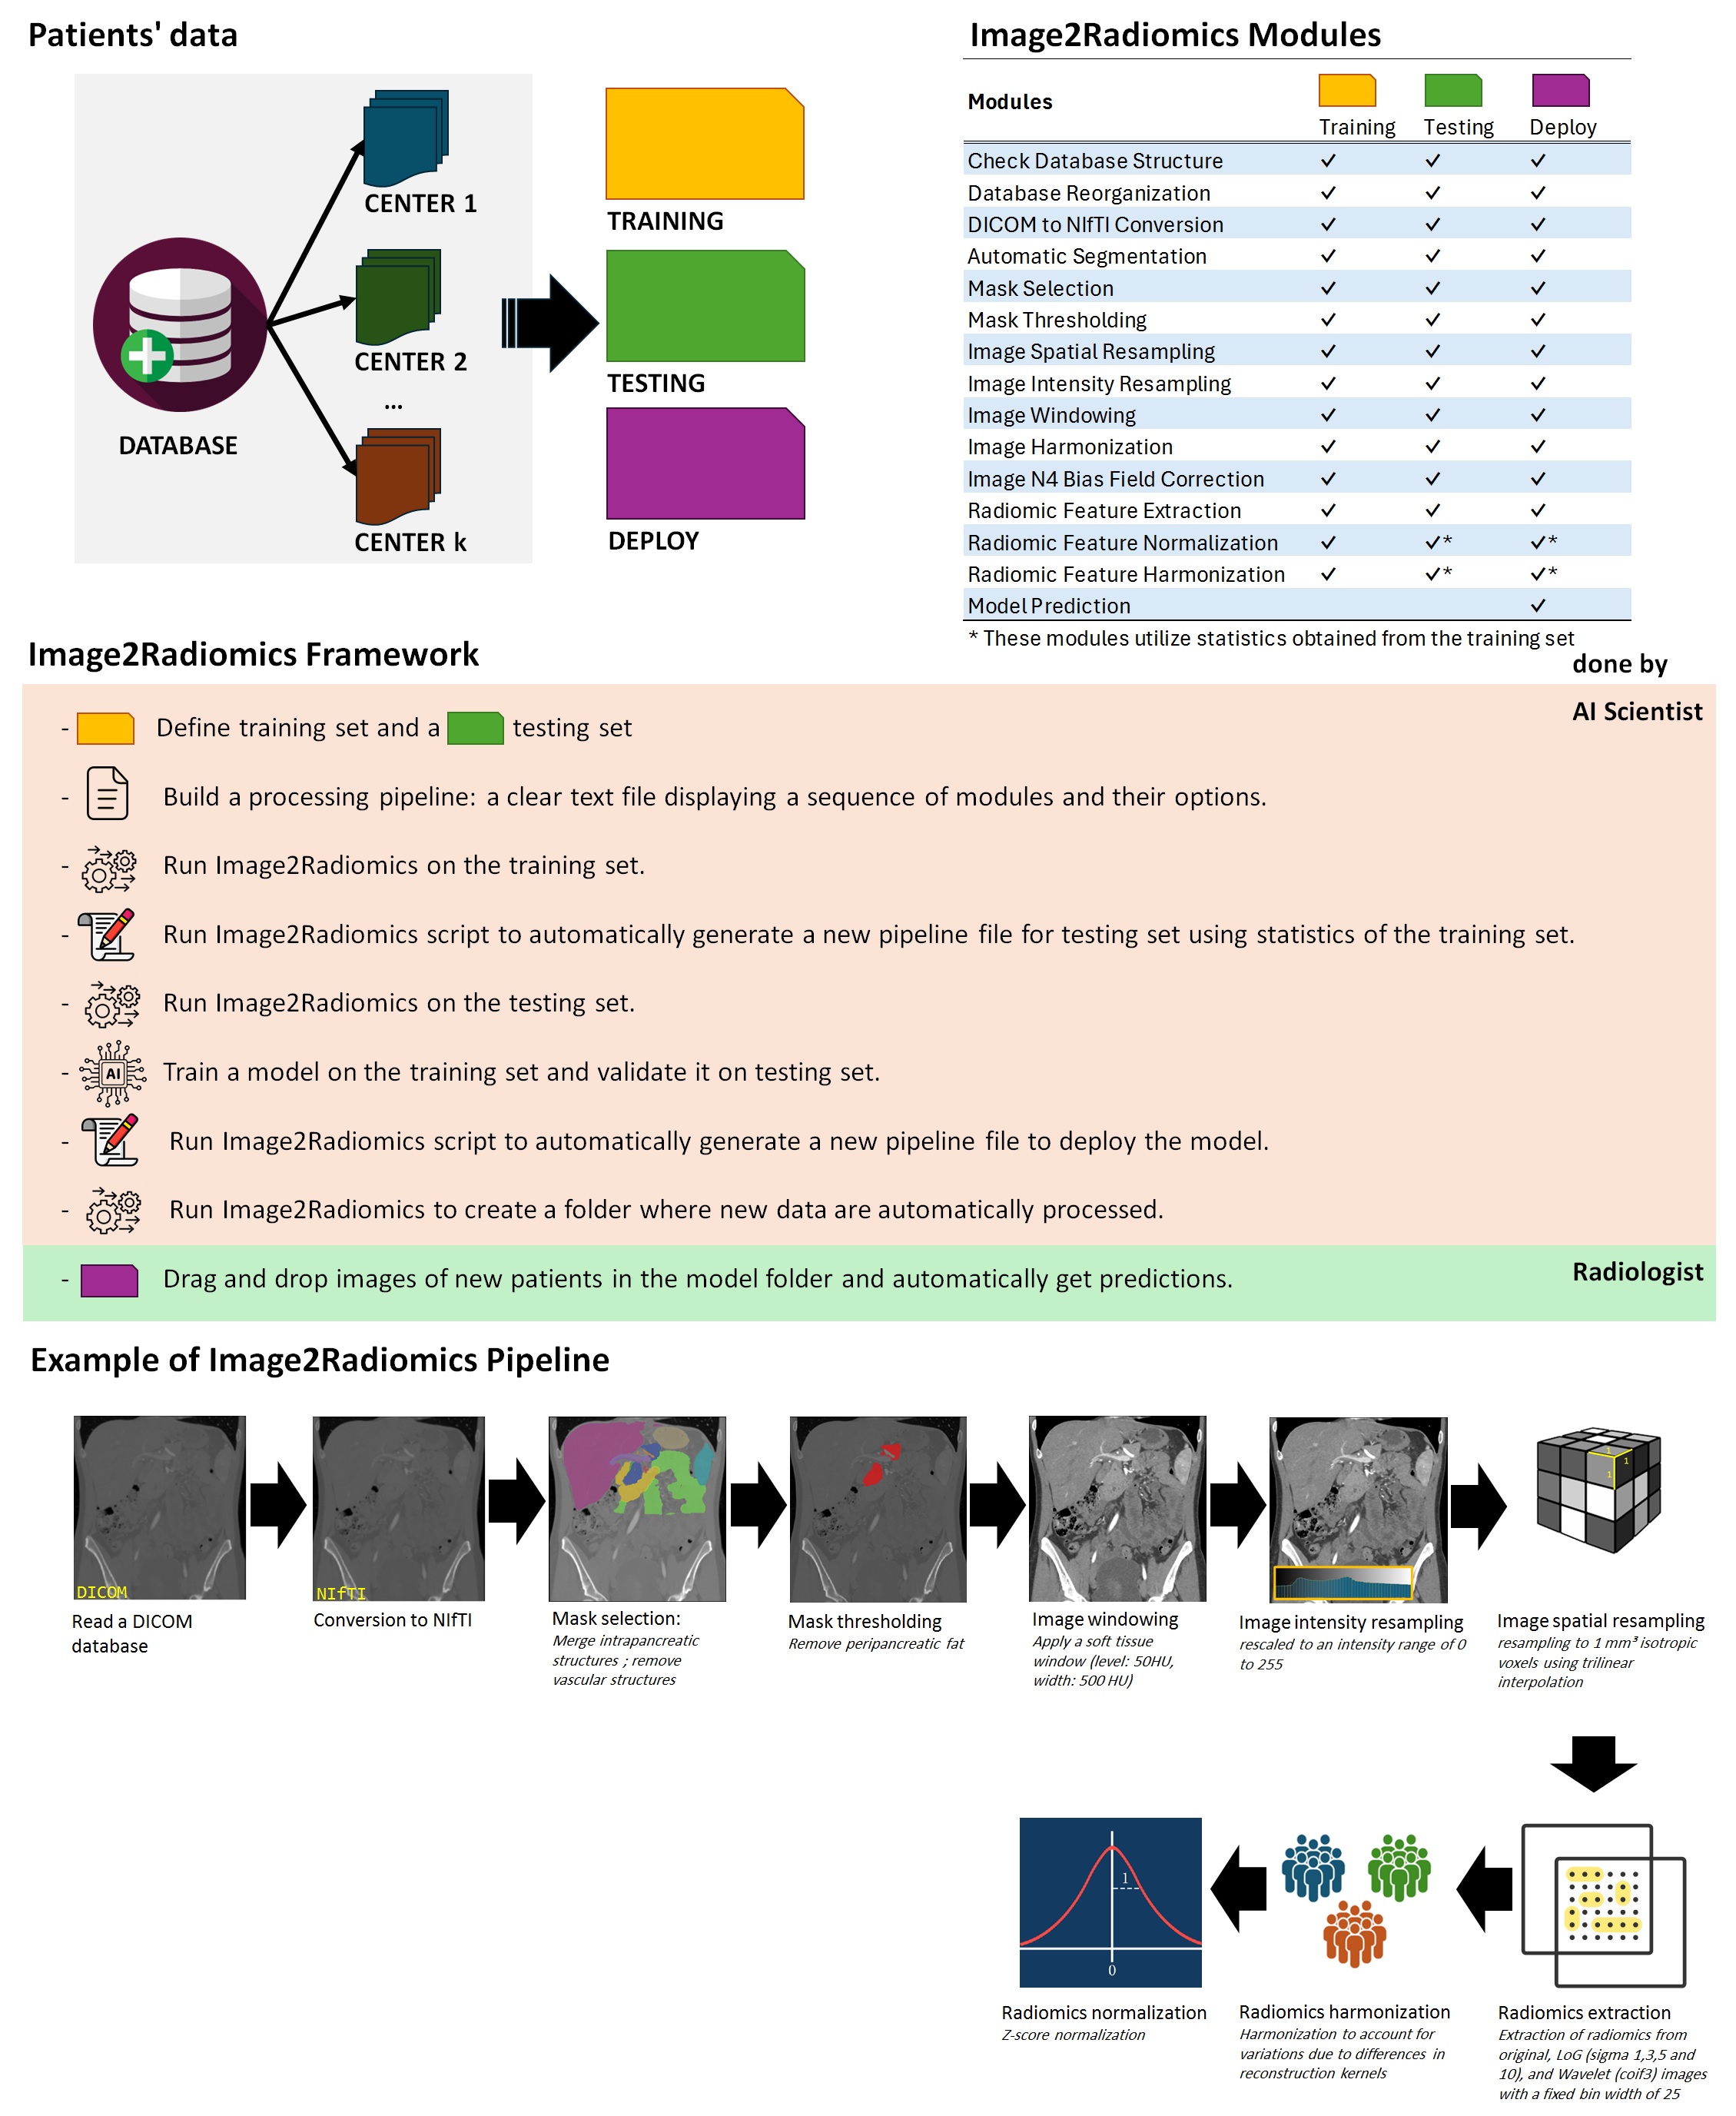 Patients' data
DATABASE
CENTER 1
CENTER 2
...
CENTER k
TRAINING
TESTING
DEPLOY
Image2Radiomics Modules
Modules Training Testing Deploy
Check Database Structure ✓ ✓ ✓
Database Reorganization ✓ ✓ ✓
DICOM to NIfTI Conversion ✓ ✓ ✓
Automatic Segmentation ✓ ✓ ✓
Mask Selection ✓ ✓ ✓
Mask Thresholding ✓ ✓ ✓
Image Spatial Resampling ✓ ✓ ✓
Image Intensity Resampling ✓ ✓ ✓
Image Windowing ✓ ✓ ✓
Image Harmonization ✓ ✓ ✓
Image N4 Bias Field Correction ✓ ✓ ✓
Radiomic Feature Extraction ✓ ✓ ✓
Radiomic Feature Normalization ✓ ✓* ✓*
Radiomic Feature Harmonization ✓ ✓* ✓*
Model Prediction ✓
* These modules utilize statistics obtained from the training set
Image2Radiomics Framework
done by
AI Scientist
- Define training set and a testing set
- Build a processing pipeline: a clear text file displaying a sequence of modules and their options.
- Run Image2Radiomics on the training set.
- Run Image2Radiomics script to automatically generate a new pipeline file for testing set using statistics of the training set.
- Run Image2Radiomics on the testing set.
- AI Train a model on the training set and validate it on testing set.
- Run Image2Radiomics script to automatically generate a new pipeline file to deploy the model.
- Run Image2Radiomics to create a folder where new data are automatically processed.
- Drag and drop images of new patients in the model folder and automatically get predictions.
Radiologist
Example of Image2Radiomics Pipeline
DICOM
Read a DICOM
database
NIfTI
Conversion to NIfTI
Mask selection:
Merge intrapancreatic
structures ; remove
vascular structures
Mask thresholding
Remove peripancreatic fat
Image windowing
Apply a soft tissue
window (level: 50HU,
width: 500 HU)
Image intensity resampling
rescaled to an intensity range of 0
to 255
1
1
1
Image spatial resampling
resampling to 1 mm³ isotropic
voxels using trilinear
interpolation
Radiomics extraction
Extraction of radiomics from
original, LoG (sigma 1,3,5 and
10), and Wavelet (coif3) images
with a fixed bin width of 25
Radiomics harmonization
Harmonization to account for
variations due to differences in
reconstruction kernels
1
0
Radiomics normalization
Z-score normalization